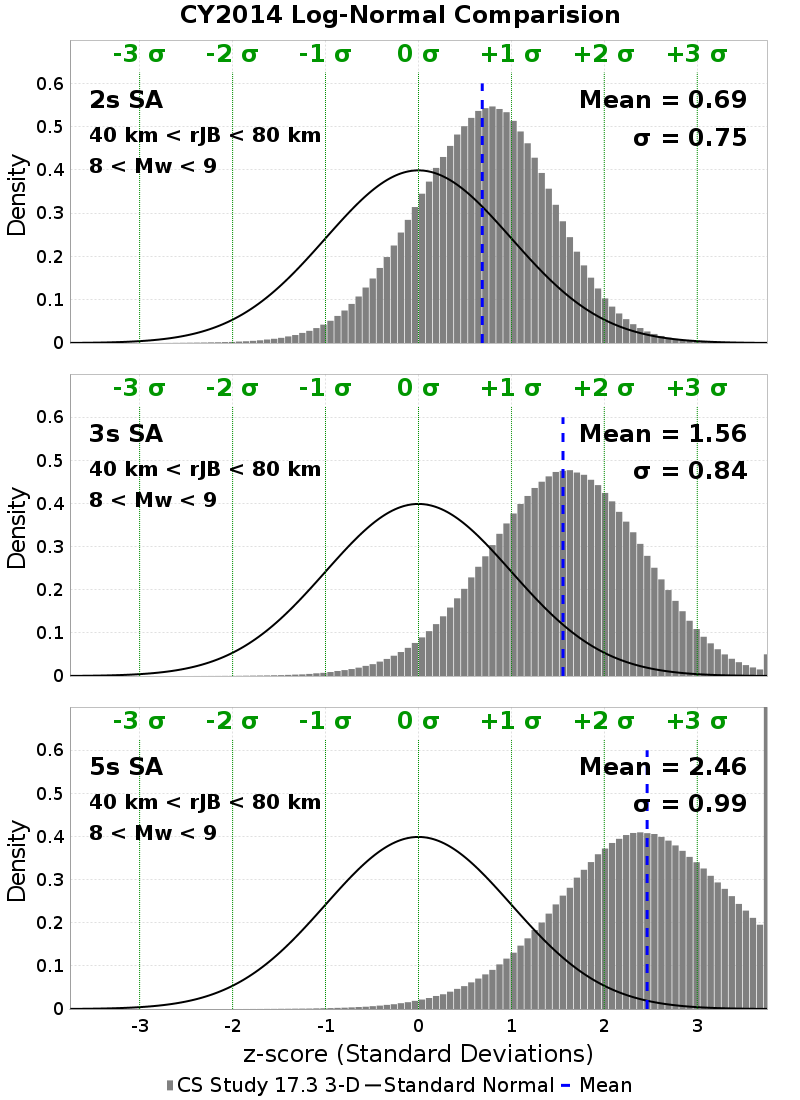 CY2014 Log-Normal Comparision
-3 σ -2 σ -1 σ 0 σ +1 σ +2 σ +3 σ
2s SA
Mean = 0.69
40 km < rJB < 80 km
σ = 0.75
8 < Mw < 9
Density
0.6
0.5
0.4
0.3
0.2
0.1
0
-3 σ -2 σ -1 σ 0 σ +1 σ +2 σ +3 σ
3s SA
Mean = 1.56
40 km < rJB < 80 km
σ = 0.84
8 < Mw < 9
Density
0.6
0.5
0.4
0.3
0.2
0.1
0
-3 σ -2 σ -1 σ 0 σ +1 σ +2 σ +3 σ
5s SA
Mean = 2.46
40 km < rJB < 80 km
σ = 0.99
8 < Mw < 9
Density
0.6
0.5
0.4
0.3
0.2
0.1
0
-3 -2 -1 0 1 2 3
z-score (Standard Deviations)
CS Study 17.3 3-D Standard Normal Mean